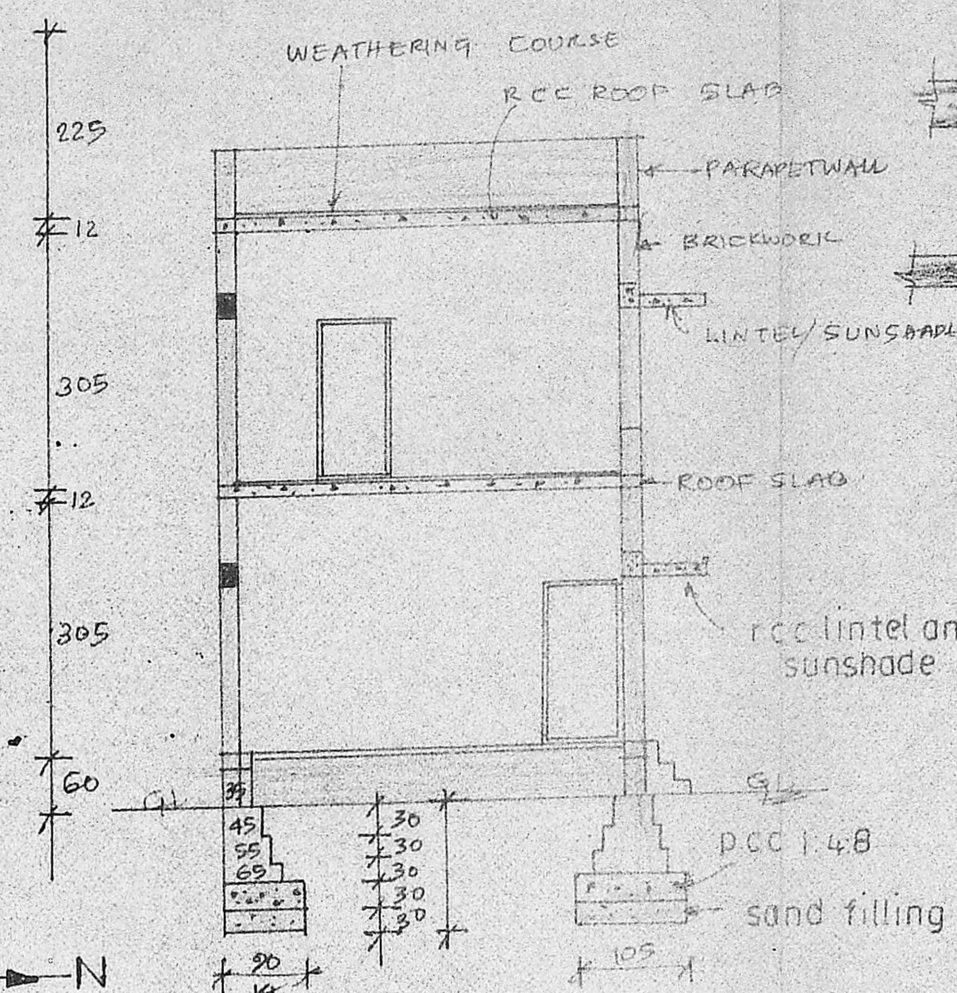 WEATHERING COURSE
RCC ROOF SLAB
225
PARAPETWALL
12
BRICKWORK
LINTEL/SUNSHADE
305
12
ROOF SLAB
305
rcc lintel an
sunshade
60
35
GL
GL
45
30
55
30
PCC 1:4:8
65
30
30
30
sand filling
N
90
105